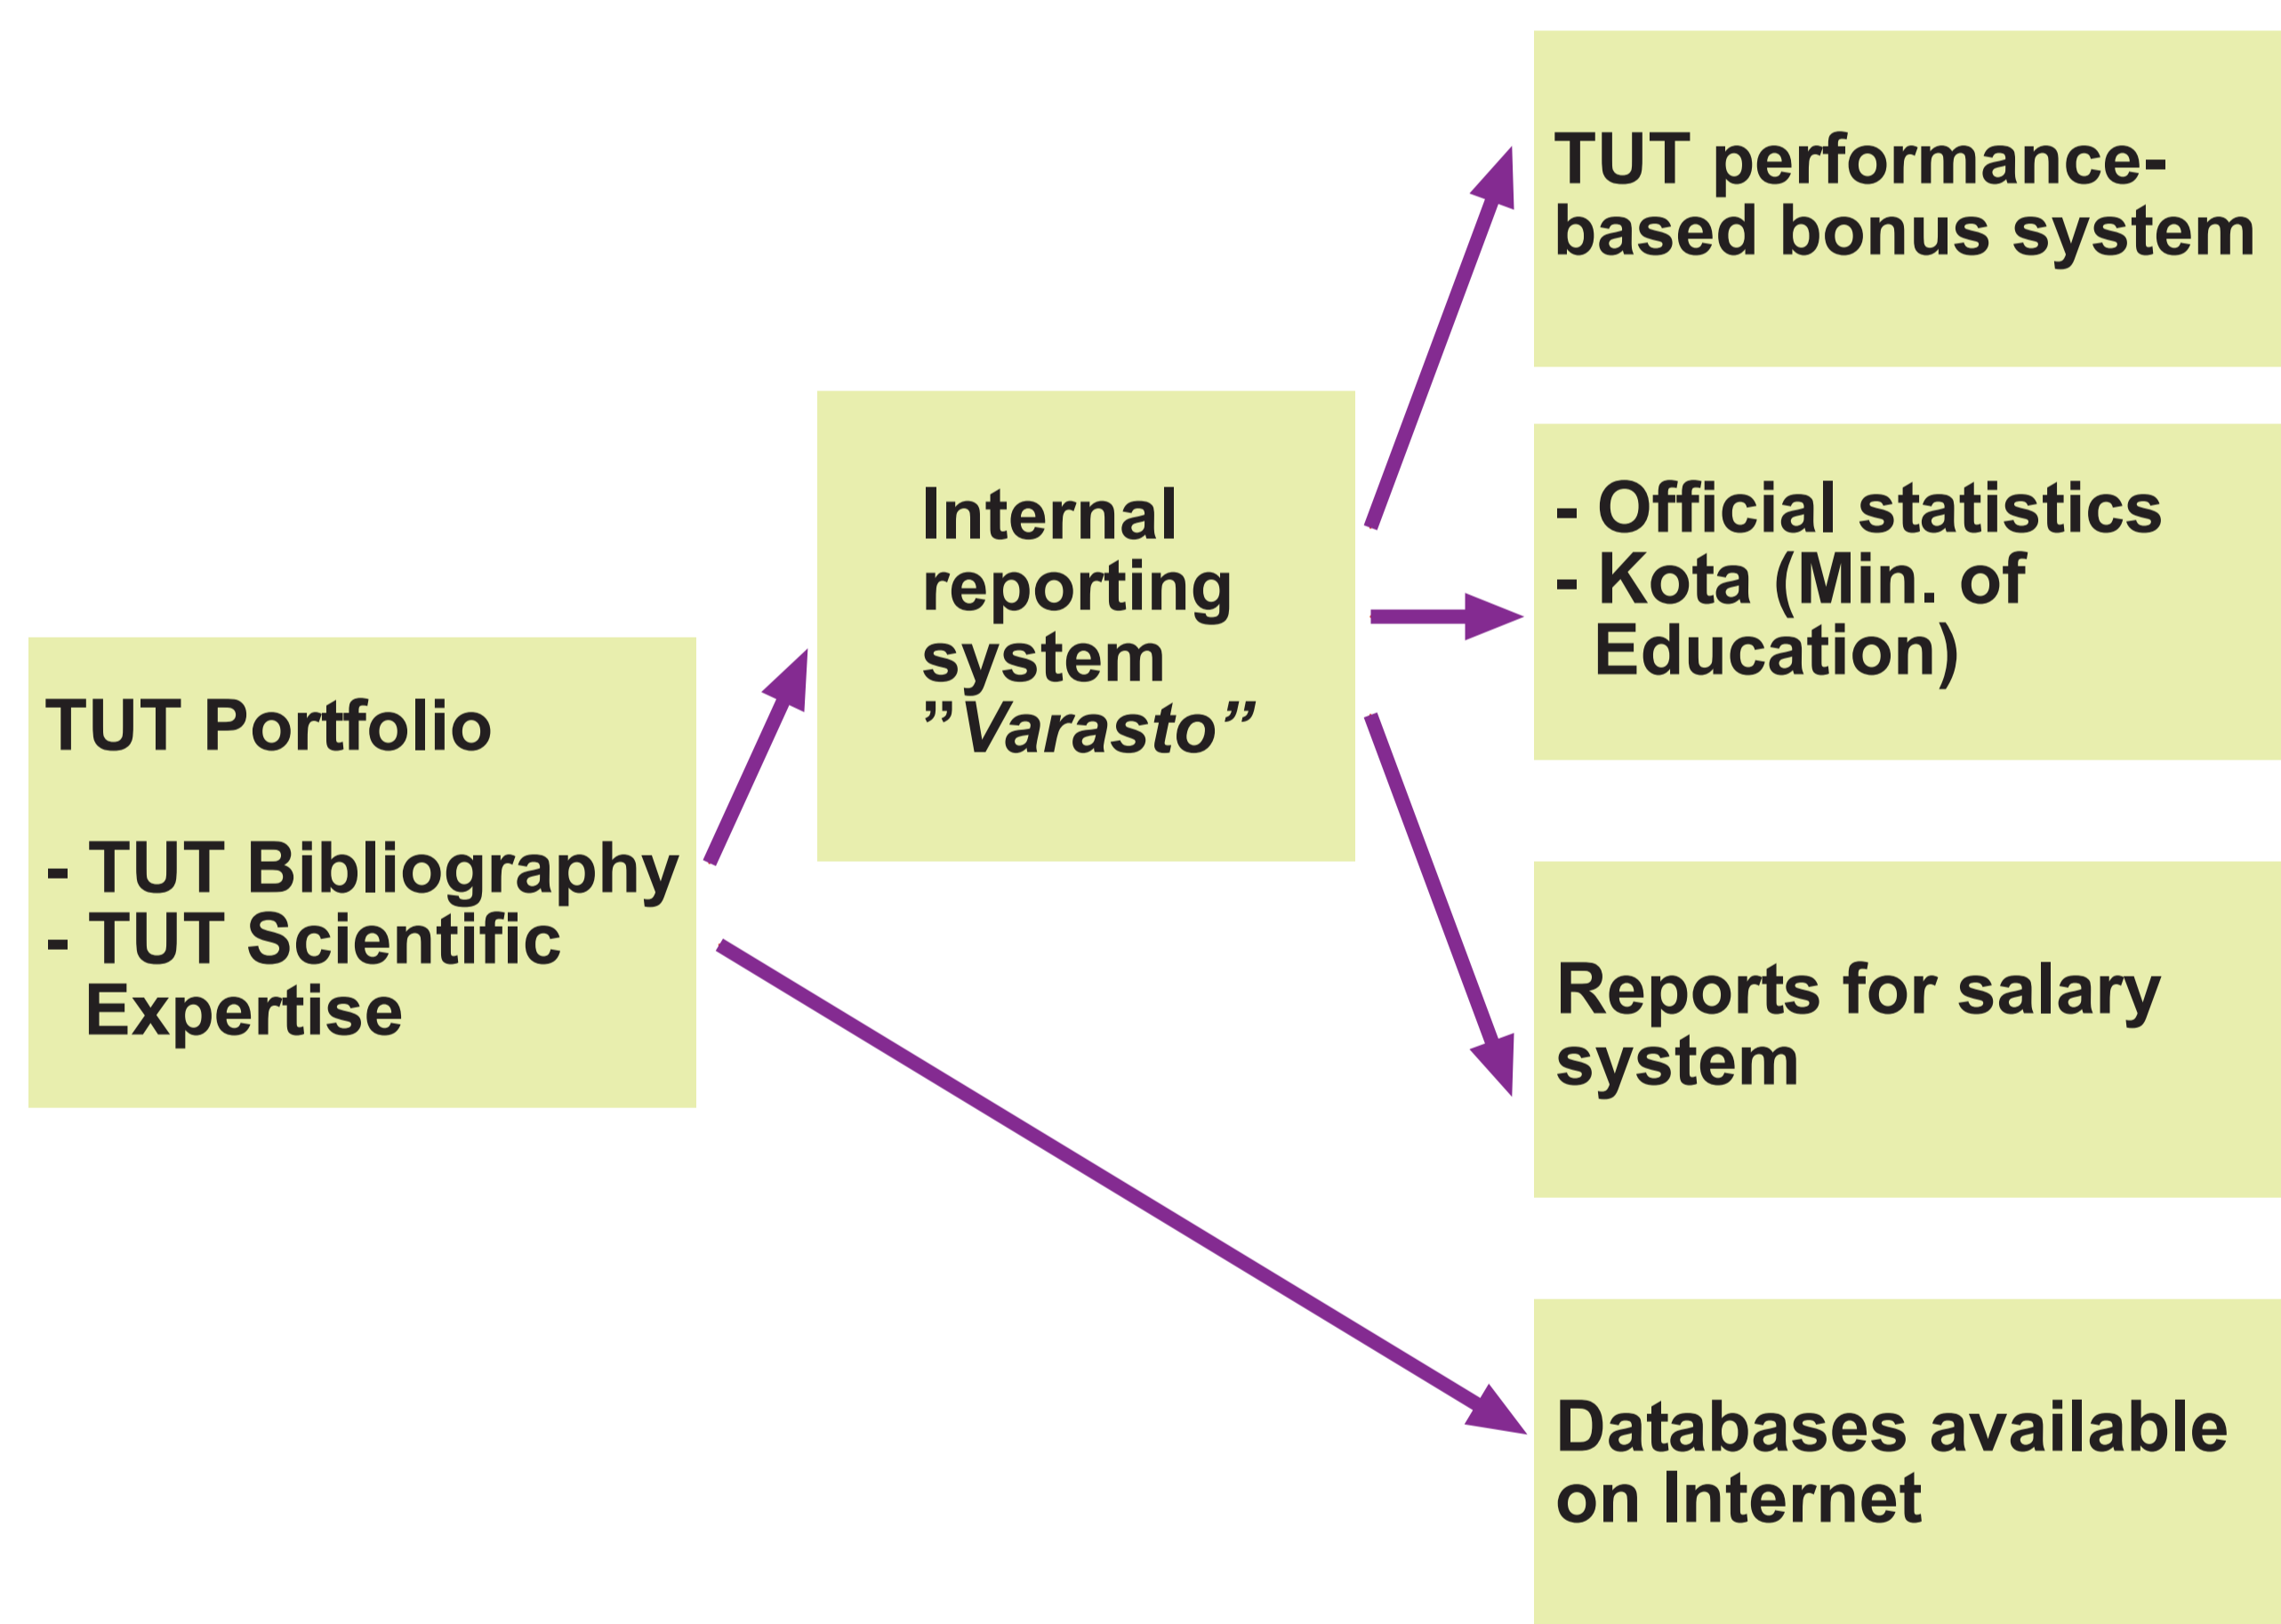 TUT Portfolio
- TUT Bibliography
- TUT Scientific
Expertise
Internal
reporting
system
”Varasto”
TUT performance-
based bonus system
- Official statistics
- Kota (Min. of
Education)
Reports for salary
system
Databases available
on Internet